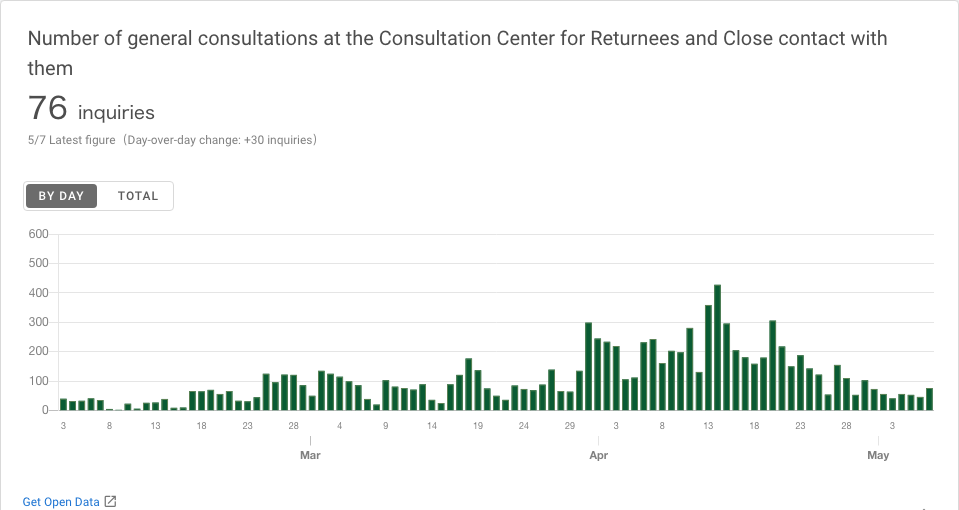 Number of general consultations at the Consultation Center for Returnees and Close contact with
them
76 inquiries
5/7 Latest figure (Day-over-day change: +30 inquiries)
BY DAY TOTAL
600
500
400
300
200
100
0
3 8 13 18 23 28 4 9 14 19 24 29 3 8 13 18 23 28 3
Mar Apr May
Get Open Data